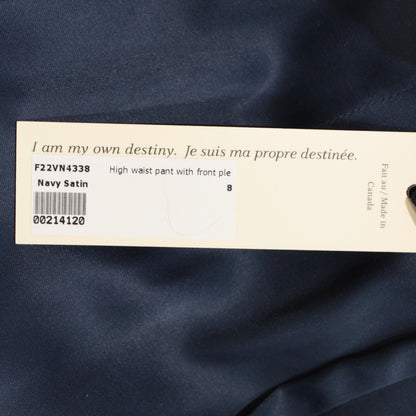 I am my own destiny. Je suis ma propre destinée.
F22VN4338 High waist pant with front ple
Navy Satin 8
00214120
Fait au / Made in
Canada